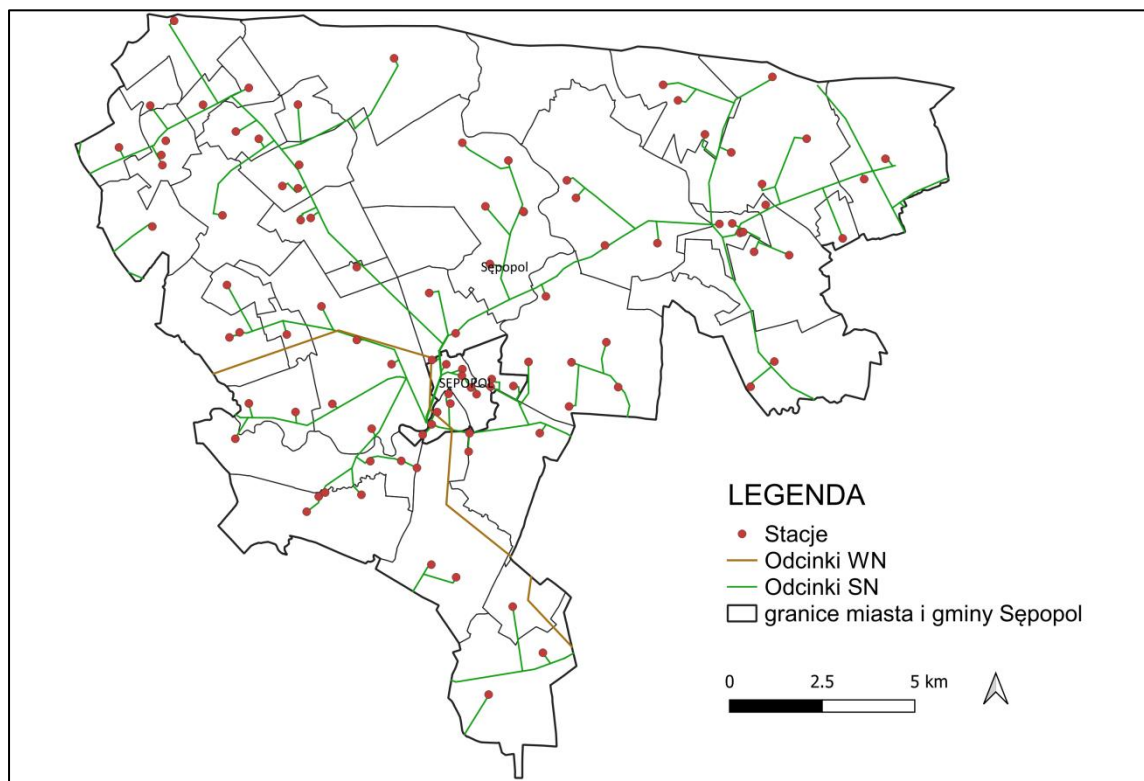 Sępopol
SĘPOPOL
LEGENDA
Stacje
Odcinki WN
Odcinki SN
granice miasta i gminy Sępopol
0 2.5 5 km